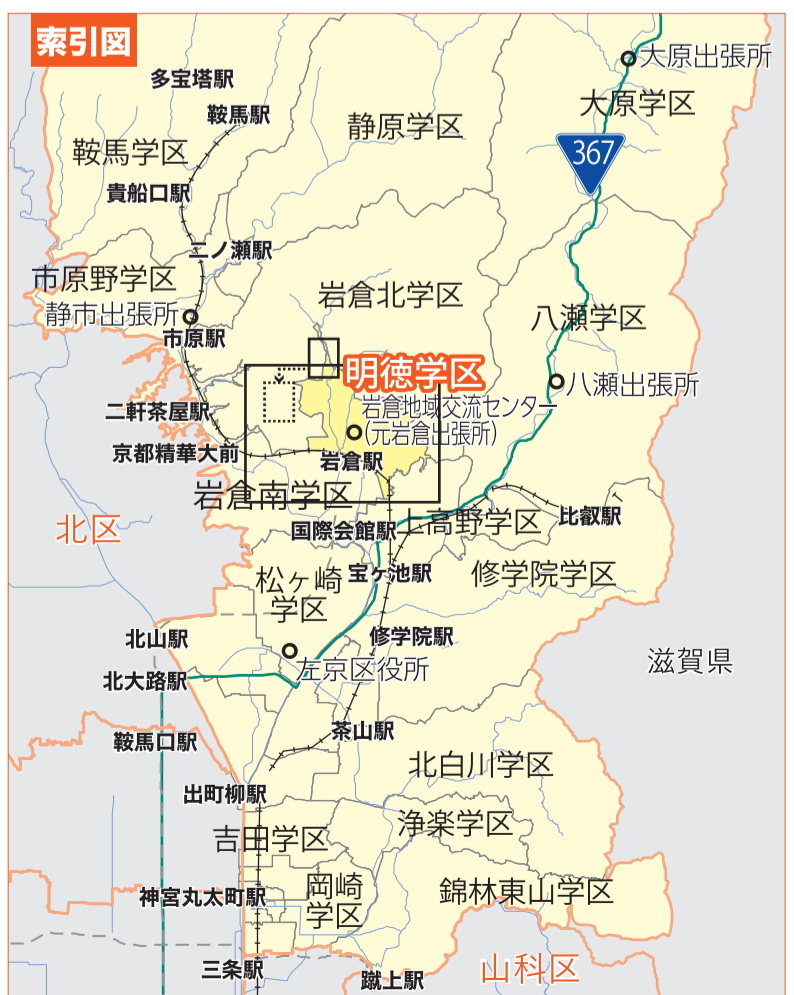 索引図
大原出張所
多宝塔駅
大原学区
鞍馬駅
静原学区
367
鞍馬学区
貴船口駅
二ノ瀬駅
市原野学区
岩倉北学区
静市出張所
八瀬学区
市原駅
明徳学区
八瀬出張所
二軒茶屋駅
岩倉地域交流センター
(元岩倉出張所)
京都精華大前
岩倉駅
岩倉南学区
北区
国際会館駅
上高野学区
比叡駅
宝ヶ池駅
修学院学区
松ヶ崎
学区
北山駅
修学院駅
左京区役所
滋賀県
北大路駅
茶山駅
鞍馬口駅
北白川学区
出町柳駅
吉田学区
浄楽学区
岡崎
学区
神宮丸太町駅
錦林東山学区
三条駅
蹴上駅
山科区